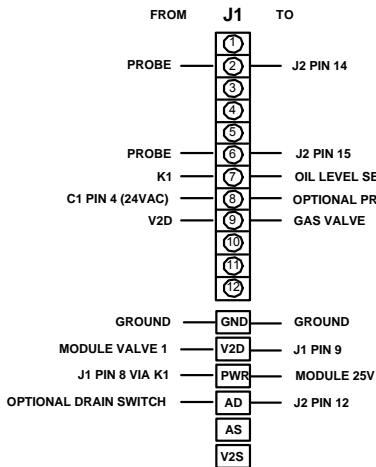 FROM J1 TO
1
PROBE 2 J2 PIN 14
3
4
5
PROBE 6 J2 PIN 15
K1 7 OIL LEVEL
C1 PIN 4 (24VAC) 8 OPTIONAL
V2D 9 GAS VALVE
10
11
12
GROUND GND GROUND
MODULE VALVE 1 V2D J1 PIN 9
J1 PIN 8 VIA K1 PWR MODULE 25V
OPTIONAL DRAIN SWITCH AD J2 PIN 12
AS
V2S